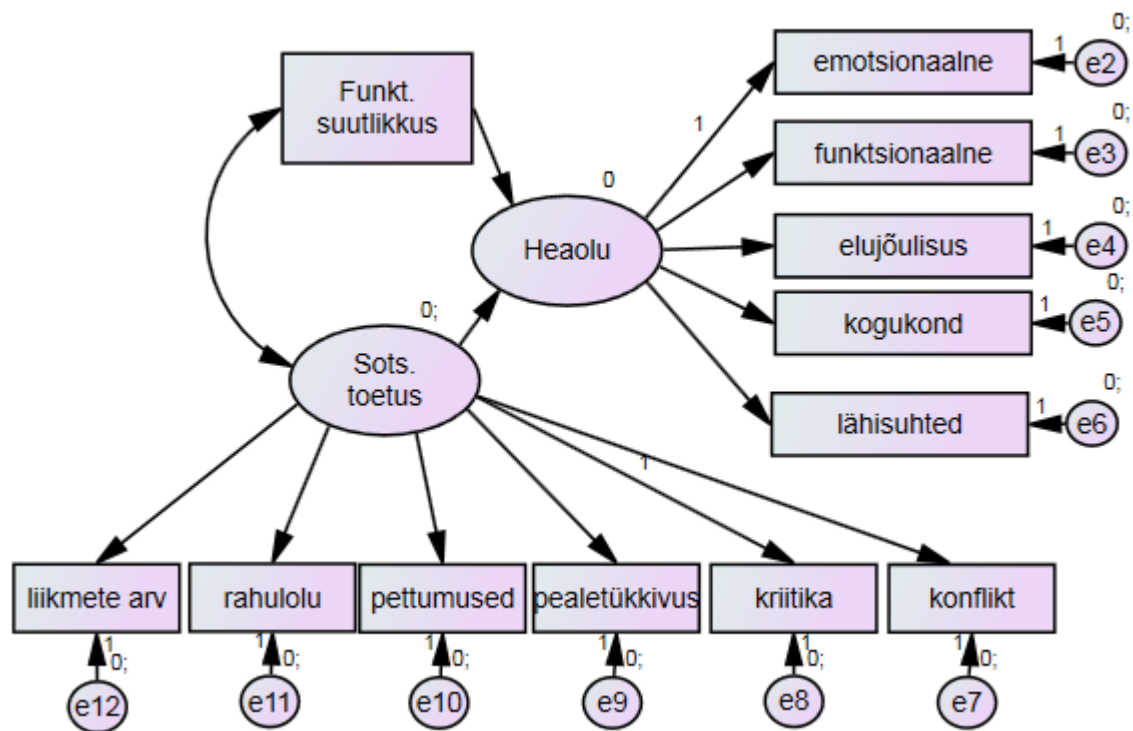 0;
1
emotsionaalne
e2
Funkt.
suutlikkus
0;
1
funktsionaalne
e3
1
0
Heaolu
0;
1
elujõulisus
e4
0;
1
kogukond
e5
0;
Sots.
toetus
0;
1
lähisuhted
e6
1
liikmete arv
rahulolu
pettumused
pealetükkivus
kriitika
konflikt
1
0;
1
0;
1
0;
1
0;
1
0;
1
0;
e12
e11
e10
e9
e8
e7